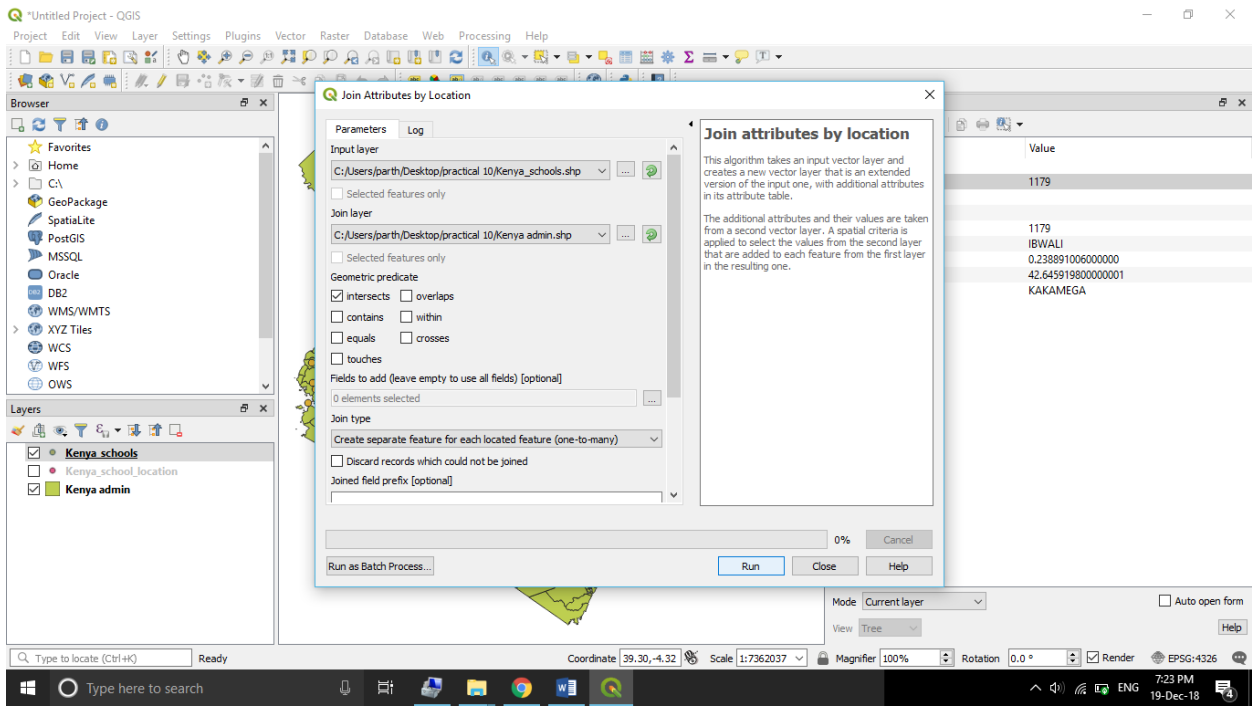 *Untitled Project - QGIS
Project Edit View Layer Settings Plugins Vector Raster Database Web Processing Help
Browser
Favorites
Home
C:\
GeoPackage
SpatiaLite
PostGIS
MSSQL
Oracle
DB2
WMS/WMTS
XYZ Tiles
WCS
WFS
OWS
Layers
Kenya_schools
Kenya_school_location
Kenya admin
Join Attributes by Location
Parameters Log
Input layer
C:/Users/parth/Desktop/practical 10/Kenya_schools.shp ...
Selected features only
Join layer
C:/Users/parth/Desktop/practical 10/Kenya admin.shp ...
Selected features only
Geometric predicate
intersects overlaps
contains within
equals crosses
touches
Fields to add (leave empty to use all fields) [optional]
0 elements selected ...
Join type
Create separate feature for each located feature (one-to-many)
Discard records which could not be joined
Joined field prefix [optional]
Join attributes by location
This algorithm takes an input vector layer and
creates a new vector layer that is an extended
version of the input one, with additional attributes
in its attribute table.
The additional attributes and their values are taken
from a second vector layer. A spatial criteria is
applied to select the values from the second layer
that are added to each feature from the first layer
in the resulting one.
0% Cancel
Run as Batch Process... Run Close Help
Value
1179
1179
IBWALI
0.238891006000000
42.645919800000001
KAKAMEGA
Mode Current layer Auto open form
View Tree Help
Type to locate (Ctrl+K) Ready Coordinate 39.30,-4.32 Scale 1:7362037 Magnifier 100% Rotation 0.0 ° Render EPSG:4326
Type here to search ENG 7:23 PM
19-Dec-18 4